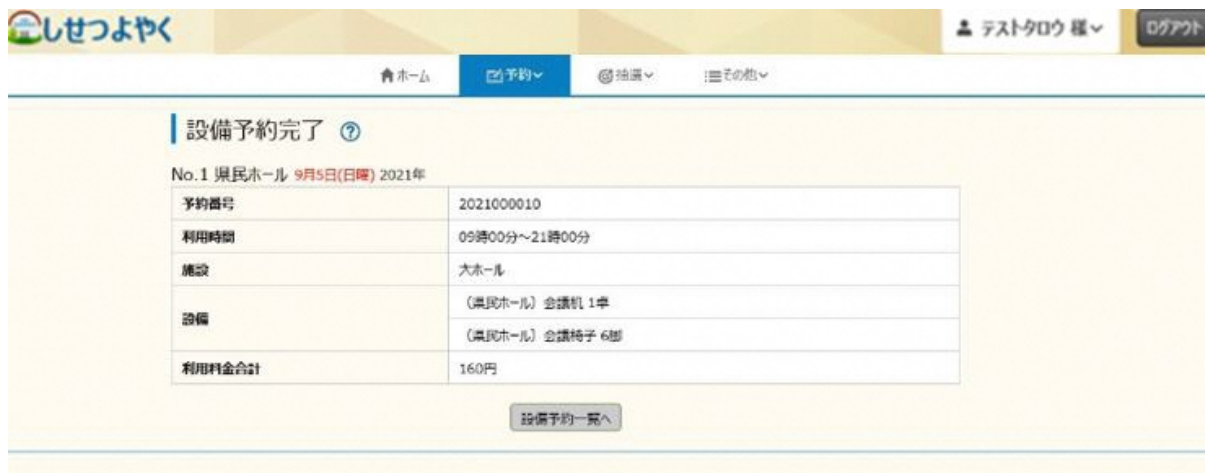 しせつよやく
テストタロウ 様
ログアウト
ホーム
予約
抽選
その他
設備予約完了 ?
No.1 県民ホール 9月5日(日曜) 2021年
予約番号 2021000010
利用時間 09時00分～21時00分
施設 大ホール
設備
（県民ホール）会議机 1卓
（県民ホール）会議椅子 6脚
利用料金合計 160円
設備予約一覧へ